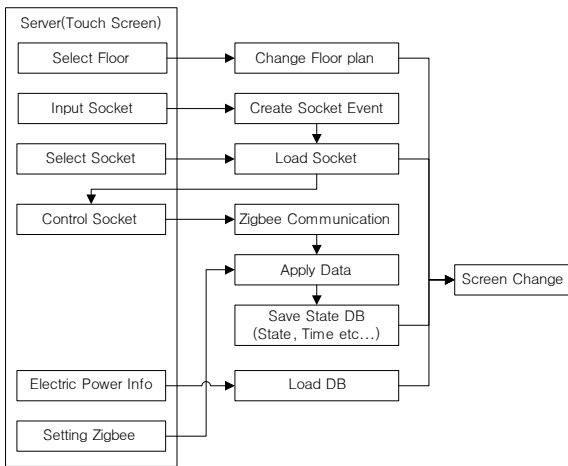 Server(Touch Screen)
Select Floor
Change Floor plan
Input Socket
Create Socket Event
Select Socket
Load Socket
Control Socket
Zigbee Communication
Apply Data
Screen Change
Save State DB
(State, Time etc...)
Electric Power Info
Load DB
Setting Zigbee